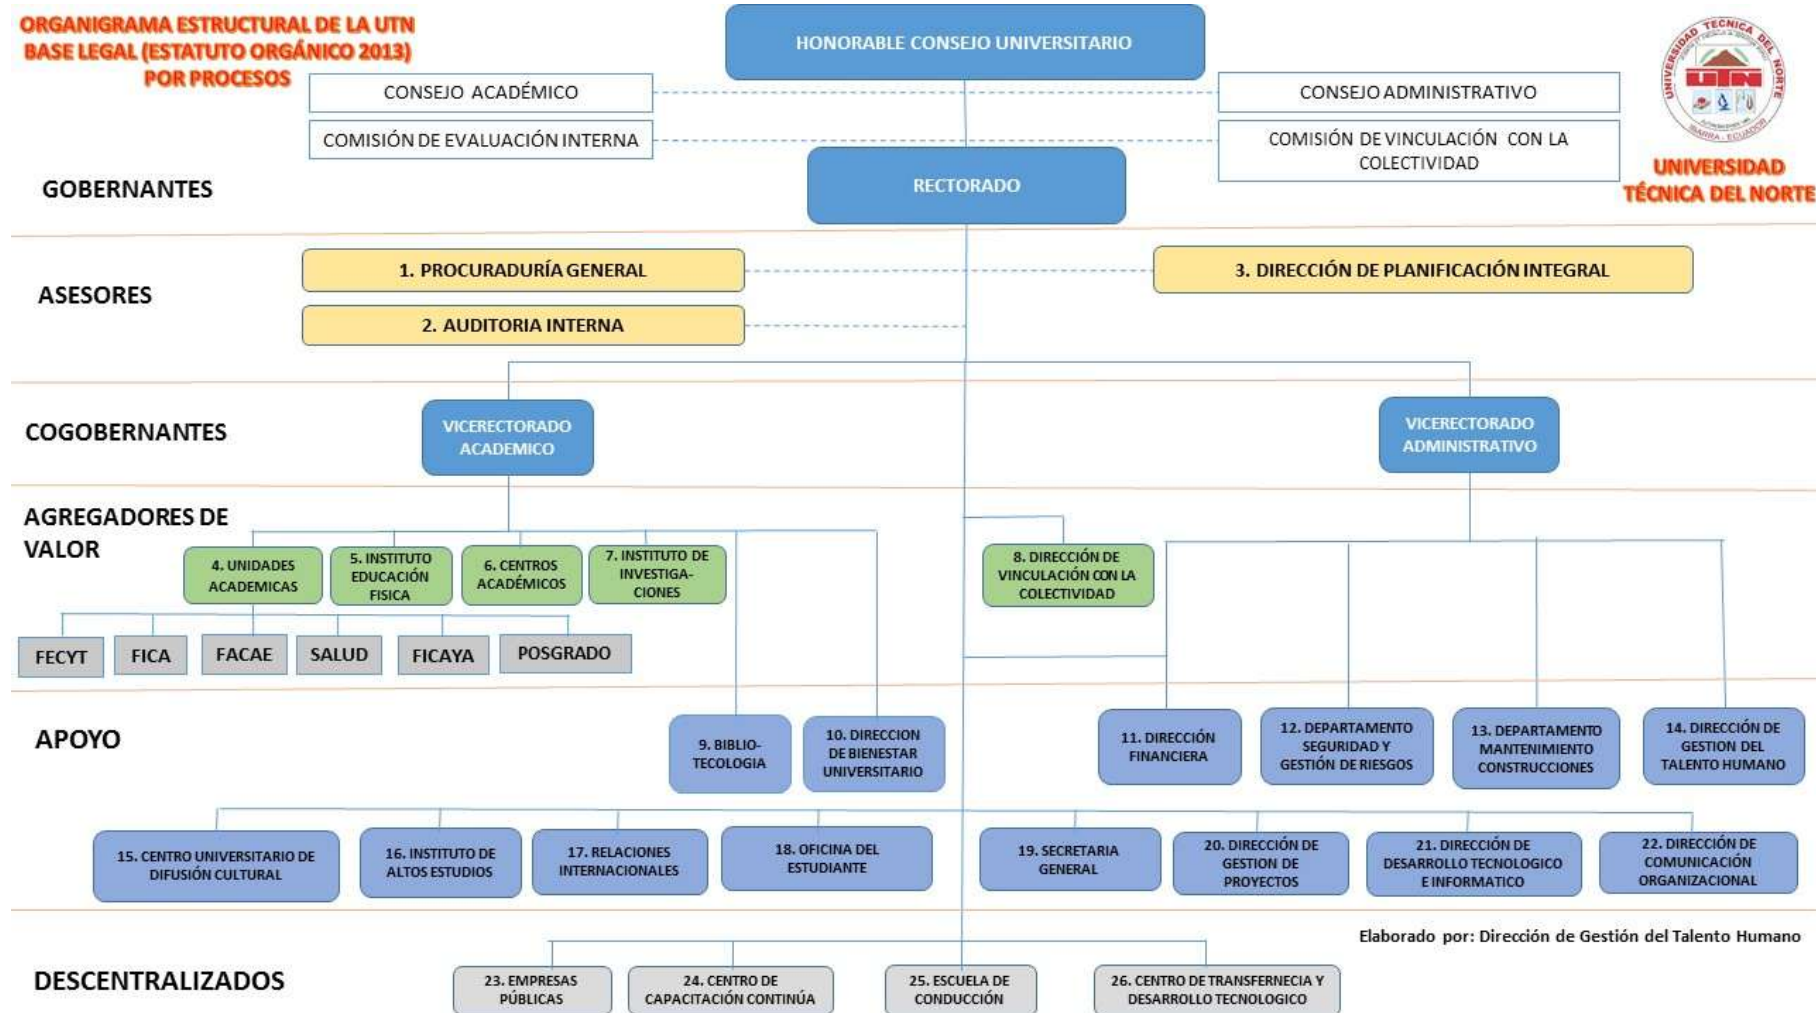 ORGANIGRAMA ESTRUCTURAL DE LA UTN
BASE LEGAL (ESTATUTO ORGÁNICO 2013)
POR PROCESOS
HONORABLE CONSEJO UNIVERSITARIO
CONSEJO ACADÉMICO
CONSEJO ADMINISTRATIVO
COMISIÓN DE EVALUACIÓN INTERNA
COMISIÓN DE VINCULACIÓN CON LA
COLECTIVIDAD
UNIVERSIDAD TECNICA DEL NORTE
UTN
IBARRA - ECUADOR
UNIVERSIDAD
TÉCNICA DEL NORTE
GOBERNANTES
RECTORADO
ASESORES
1. PROCURADURÍA GENERAL
3. DIRECCIÓN DE PLANIFICACIÓN INTEGRAL
2. AUDITORIA INTERNA
COGOBERNANTES
VICERECTORADO
ACADEMICO
VICERECTORADO
ADMINISTRATIVO
AGREGADORES DE
VALOR
4. UNIDADES
ACADEMICAS
5. INSTITUTO
EDUCACIÓN
FISICA
6. CENTROS
ACADÉMICOS
7. INSTITUTO DE
INVESTIGA-
CIONES
8. DIRECCIÓN DE
VINCULACIÓN CON LA
COLECTIVIDAD
FECYT
FICA
FACAE
SALUD
FICAYA
POSGRADO
APOYO
9. BIBLIO-
TECOLOGIA
10. DIRECCION
DE BIENESTAR
UNIVERSITARIO
11. DIRECCIÓN
FINANCIERA
12. DEPARTAMENTO
SEGURIDAD Y
GESTIÓN DE RIESGOS
13. DEPARTAMENTO
MANTENIMIENTO
CONSTRUCCIONES
14. DIRECCIÓN DE
GESTION DEL
TALENTO HUMANO
15. CENTRO UNIVERSITARIO DE
DIFUSIÓN CULTURAL
16. INSTITUTO DE
ALTOS ESTUDIOS
17. RELACIONES
INTERNACIONALES
18. OFICINA DEL
ESTUDIANTE
19. SECRETARIA
GENERAL
20. DIRECCIÓN DE
GESTION DE
PROYECTOS
21. DIRECCIÓN DE
DESARROLLO TECNOLOGICO
E INFORMATICO
22. DIRECCIÓN DE
COMUNICACIÓN
ORGANIZACIONAL
Elaborado por: Dirección de Gestión del Talento Humano
DESCENTRALIZADOS
23. EMPRESAS
PÚBLICAS
24. CENTRO DE
CAPACITACIÓN CONTINÚA
25. ESCUELA DE
CONDUCCIÓN
26. CENTRO DE TRANSFERNECIA Y
DESARROLLO TECNOLOGICO